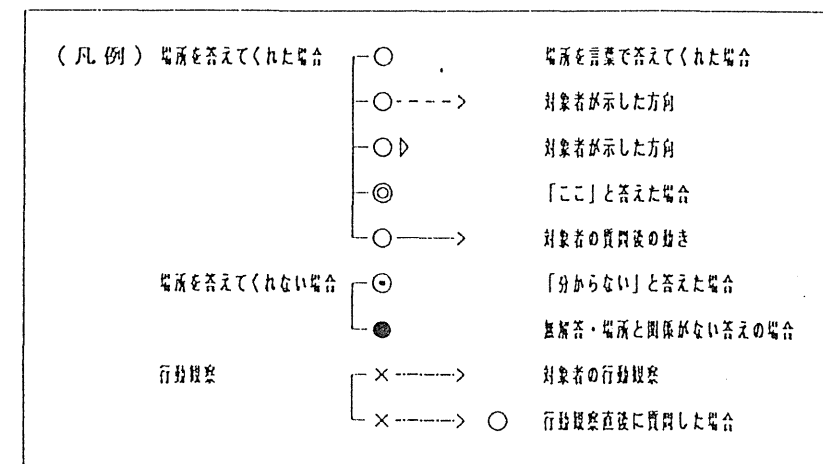 (凡例) 場所を答えてくれた場合 ○ 場所を言葉で答えてくれた場合
○----> 対象者が示した方向
○▷ 対象者が示した方向
◎ 「ここ」と答えた場合
○───> 対象者の質問後の動き
場所を答えてくれない場合 ⊙ 「分からない」と答えた場合
● 無解答・場所と関係がない答えの場合
行動観察 ×-·-·-> 対象者の行動観察
×-·-·-> ○ 行動観察直後に質問した場合